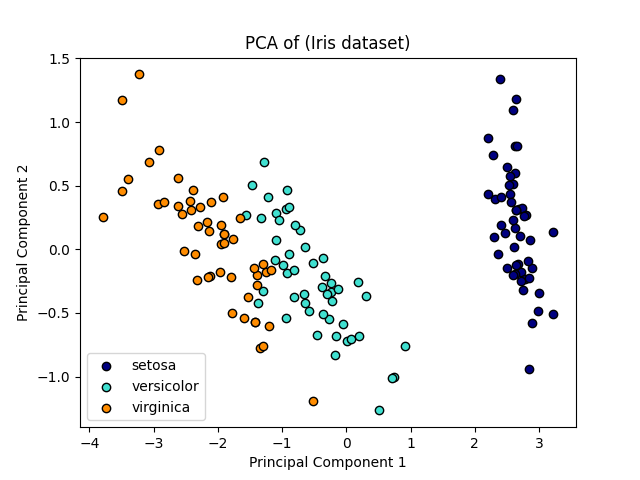 PCA of (Iris dataset)
1.5
1.0
0.5
0.0
−0.5
−1.0
Principal Component 2
setosa
versicolor
virginica
−4 −3 −2 −1 0 1 2 3
Principal Component 1